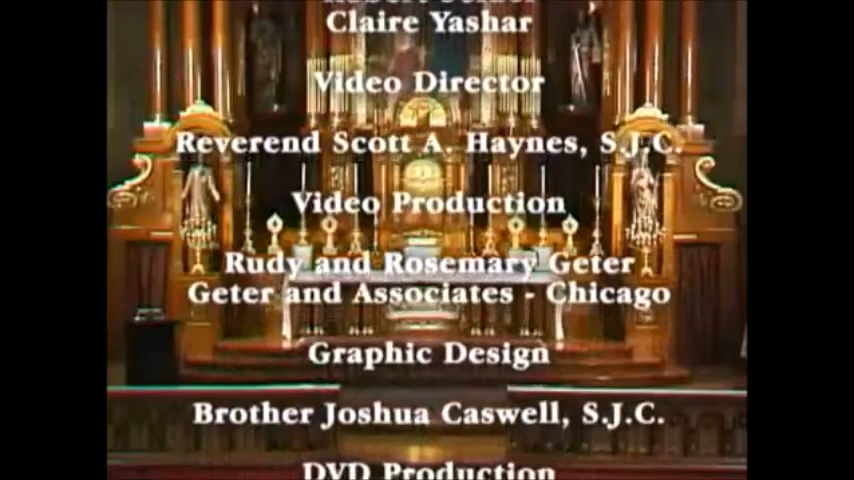 Claire Yashar
Video Director
Reverend Scott A. Haynes, S.J.C.
Video Production
Rudy and Rosemary Geter
Geter and Associates - Chicago
Graphic Design
Brother Joshua Caswell, S.J.C.
DVD Production